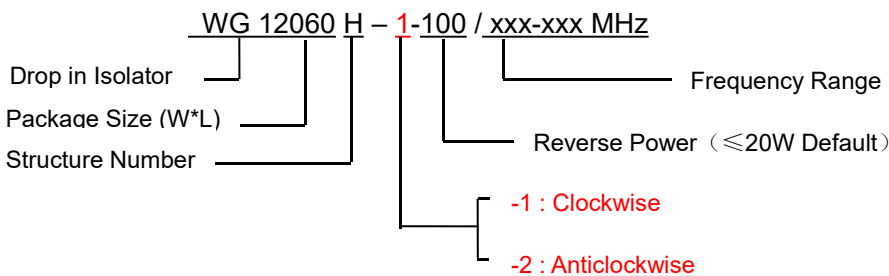 WG 12060 H – 1-100 / xxx-xxx MHz
Drop in Isolator
Frequency Range
Package Size (W*L)
Reverse Power（≤20W Default）
Structure Number
-1 : Clockwise
-2 : Anticlockwise